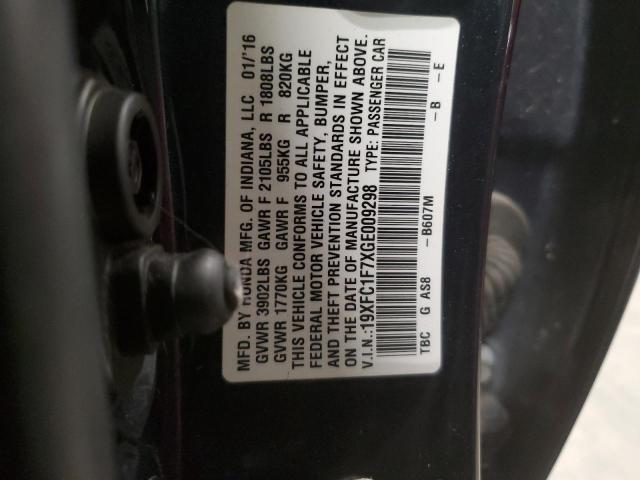 MFD. BY HONDA MFG. OF INDIANA, LLC 01/'16
GVWR 3902LBS GAWR F 2105LBS R 1808LBS
GVWR 1770KG GAWR F 955KG R 820KG
THIS VEHICLE CONFORMS TO ALL APPLICABLE
FEDERAL MOTOR VEHICLE SAFETY, BUMPER,
AND THEFT PREVENTION STANDARDS IN EFFECT
ON THE DATE OF MANUFACTURE SHOWN ABOVE.
V.I.N.:19XFC1F7XGE009298 TYPE: PASSENGER CAR
TBC G AS8 -B607M -B -E